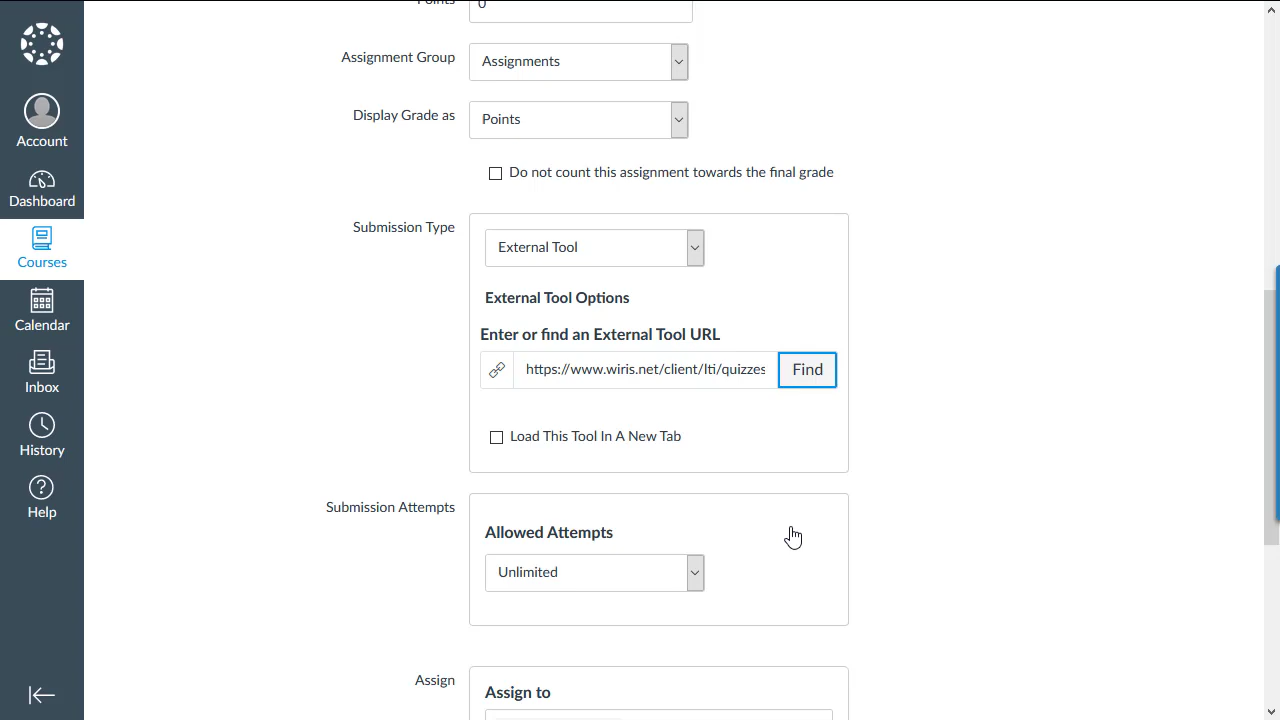 Points
0
Account
Dashboard
Courses
Calendar
Inbox
History
Help
Assignment Group
Assignments
Display Grade as
Points
Do not count this assignment towards the final grade
Submission Type
External Tool
External Tool Options
Enter or find an External Tool URL
https://www.wiris.net/client/lti/quizzes
Find
Load This Tool In A New Tab
Submission Attempts
Allowed Attempts
Unlimited
Assign
Assign to